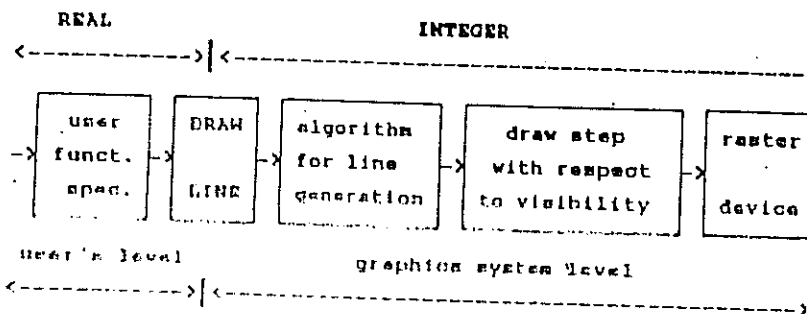 REAL
INTEGER
user
funct.
spec.
DRAW
LINE
algorithm
for line
generation
draw step
with respect
to visibility
raster
device
user's level
graphics system level